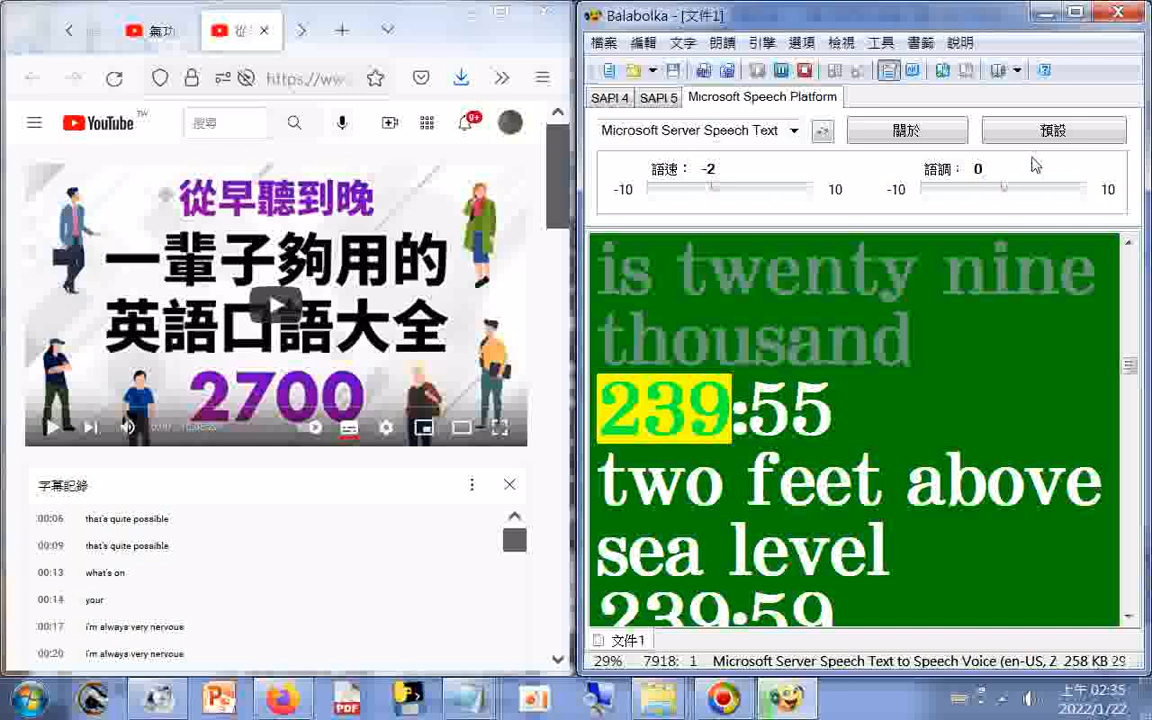 氣功
從
https://www
YouTube TW
搜尋
9+
從早聽到晚
一輩子夠用的
英語口語大全
2700
字幕記錄
00:06 that's quite possible
00:09 that's quite possible
00:13 what's on
00:14 your
00:17 i'm always very nervous
00:20 i'm always very nervous
Balabolka - [文件1]
檔案 編輯 文字 朗讀 引擎 選項 檢視 工具 書籤 說明
SAPI 4 SAPI 5 Microsoft Speech Platform
Microsoft Server Speech Text 關於 預設
語速： -2 語調： 0
-10 10 -10 10
is twenty nine
thousand
239:55
two feet above
sea level
239:59
文件1
29% 7918: 1 Microsoft Server Speech Text to Speech Voice (en-US, Z 258 KB 29
PDF
上午 02:35
2022/1/22